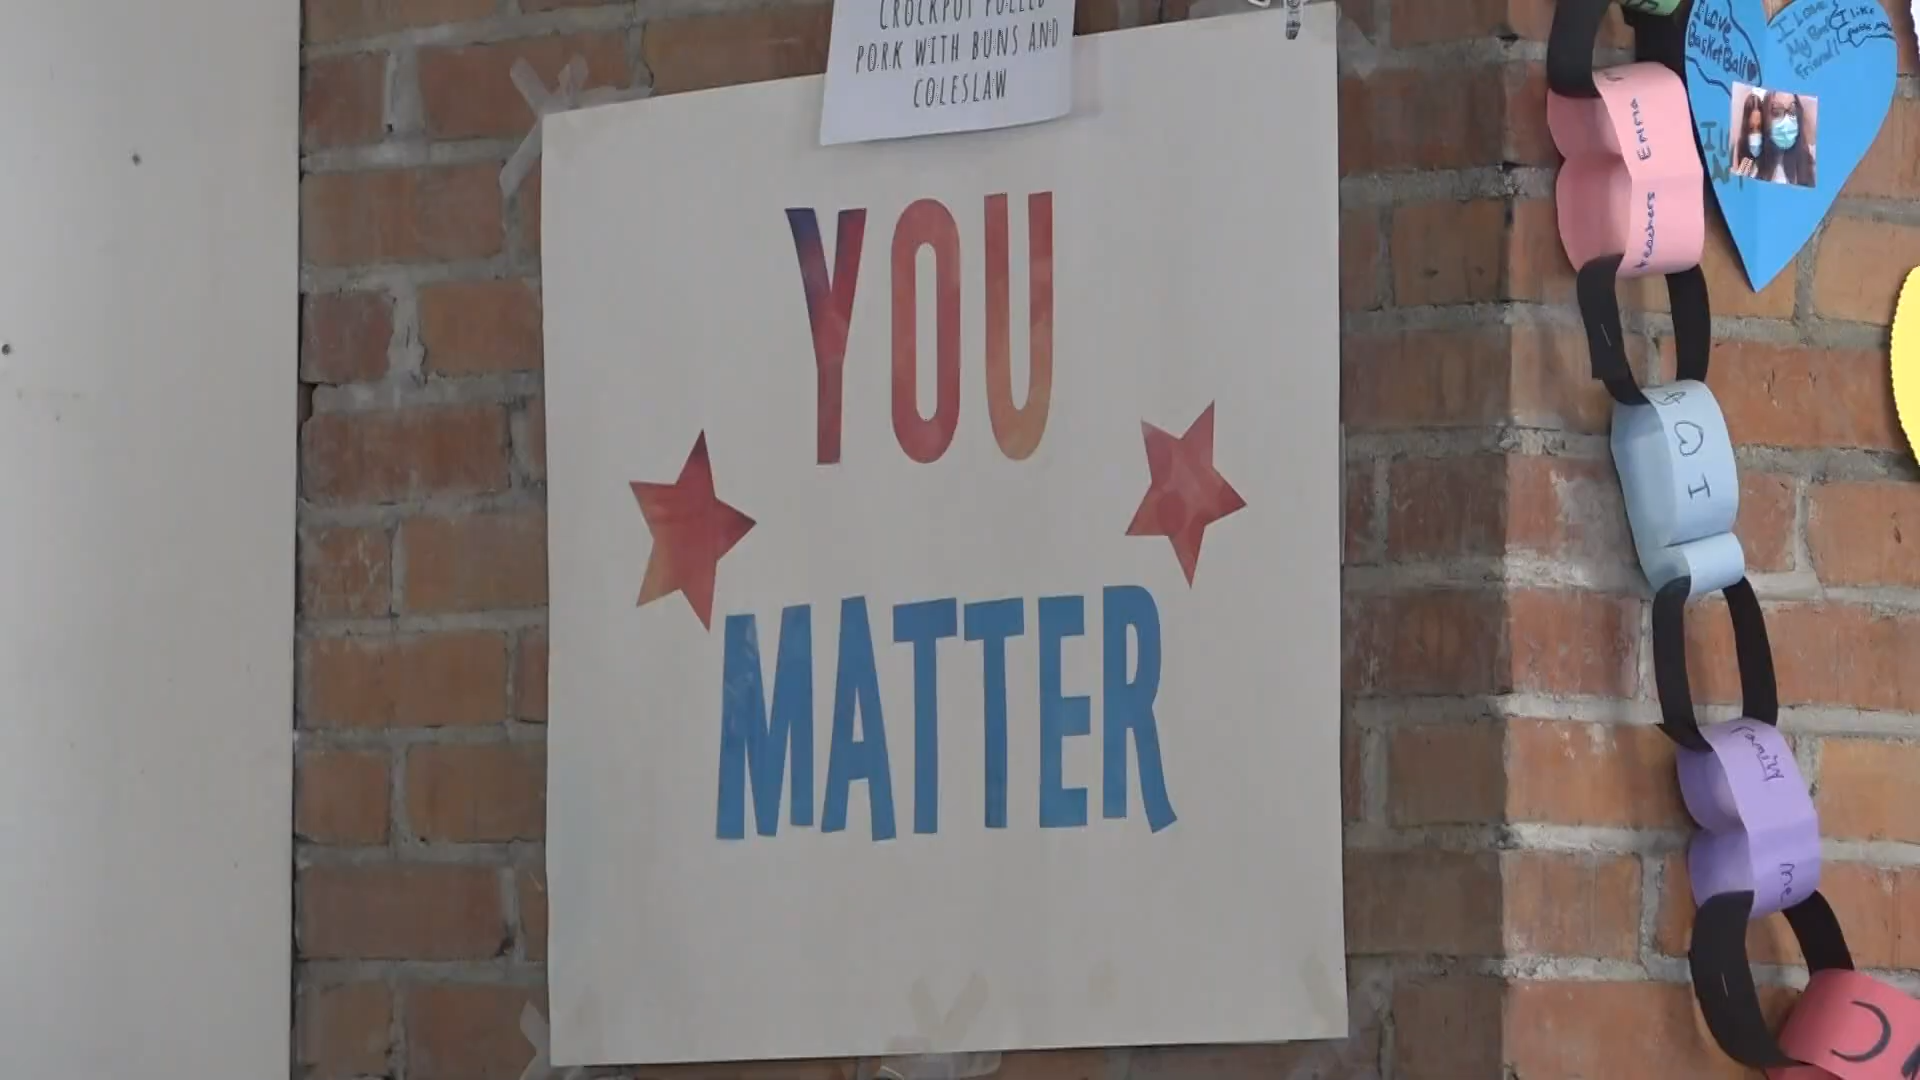 CROCKPOT PULLED
PORK WITH BUNS AND
COLESLAW
YOU
MATTER
I LOVE
BasketBall
I LOVE
My Best
Friend!
I like
Emma
teachers
I
Family
me